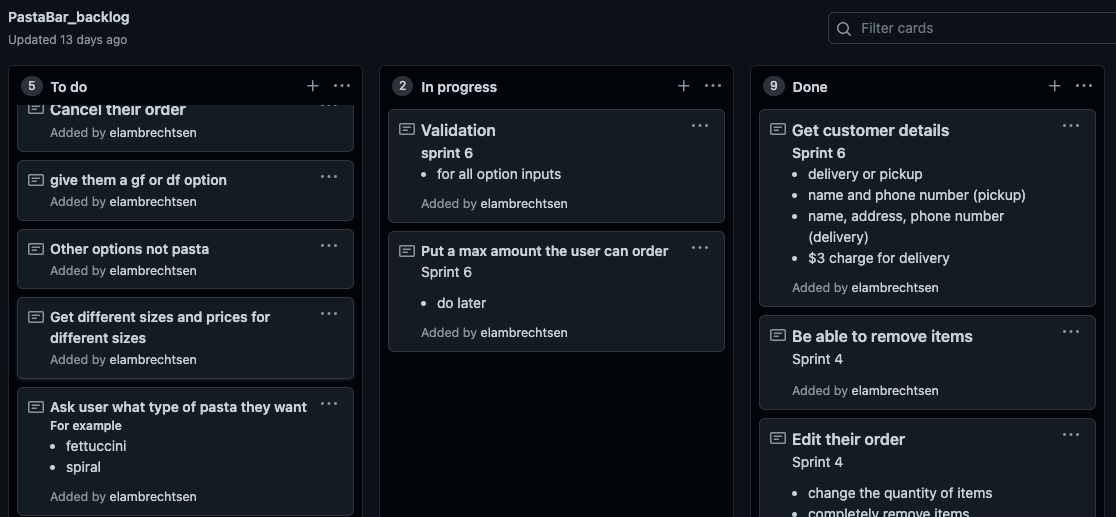 PastaBar_backlog
Updated 13 days ago
Filter cards
5 To do
Cancel their order
Added by elambrechtsen
give them a gf or df option
Added by elambrechtsen
Other options not pasta
Added by elambrechtsen
Get different sizes and prices for
different sizes
Added by elambrechtsen
Ask user what type of pasta they want
For example
• fettuccini
• spiral
Added by elambrechtsen
2 In progress
Validation
sprint 6
• for all option inputs
Added by elambrechtsen
Put a max amount the user can order
Sprint 6
• do later
Added by elambrechtsen
9 Done
Get customer details
Sprint 6
• delivery or pickup
• name and phone number (pickup)
• name, address, phone number
(delivery)
• $3 charge for delivery
Added by elambrechtsen
Be able to remove items
Sprint 4
Added by elambrechtsen
Edit their order
Sprint 4
• change the quantity of items
• completely remove items